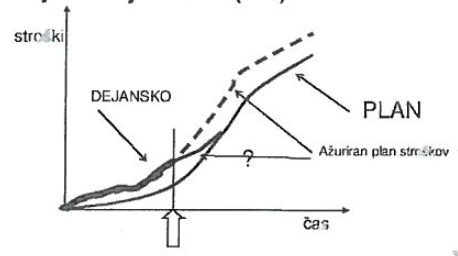 stroški
DEJANSKO
PLAN
Ažuriran plan stroškov
?
čas